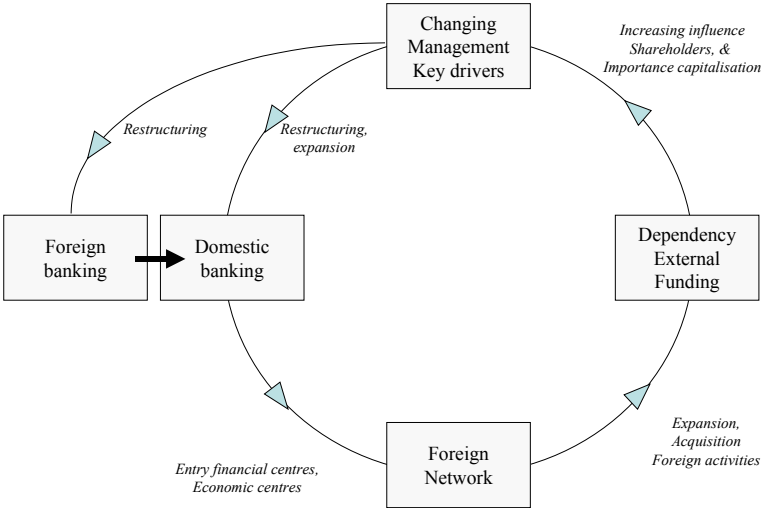 Changing
Management
Key drivers
Increasing influence
Shareholders, &
Importance capitalisation
Restructuring
Restructuring,
expansion
Foreign
banking
Domestic
banking
Dependency
External
Funding
Expansion,
Acquisition
Foreign activities
Foreign
Network
Entry financial centres,
Economic centres